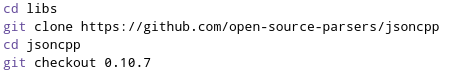 cd libs
git clone https://github.com/open-source-parsers/jsoncpp
cd jsoncpp
git checkout 0.10.7